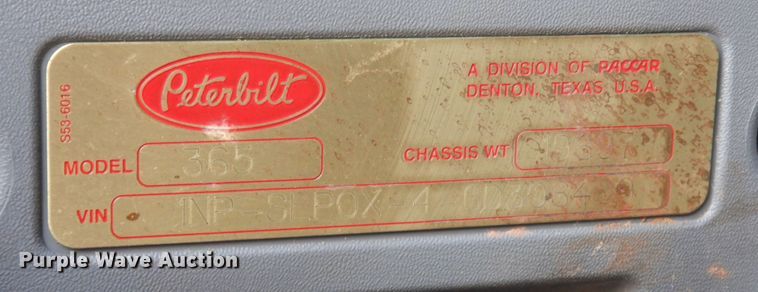 Peterbilt
A DIVISION OF PACCAR
DENTON, TEXAS, U.S.A.
S53-6016
MODEL 365
CHASSIS WT
VIN
Purple Wave Auction